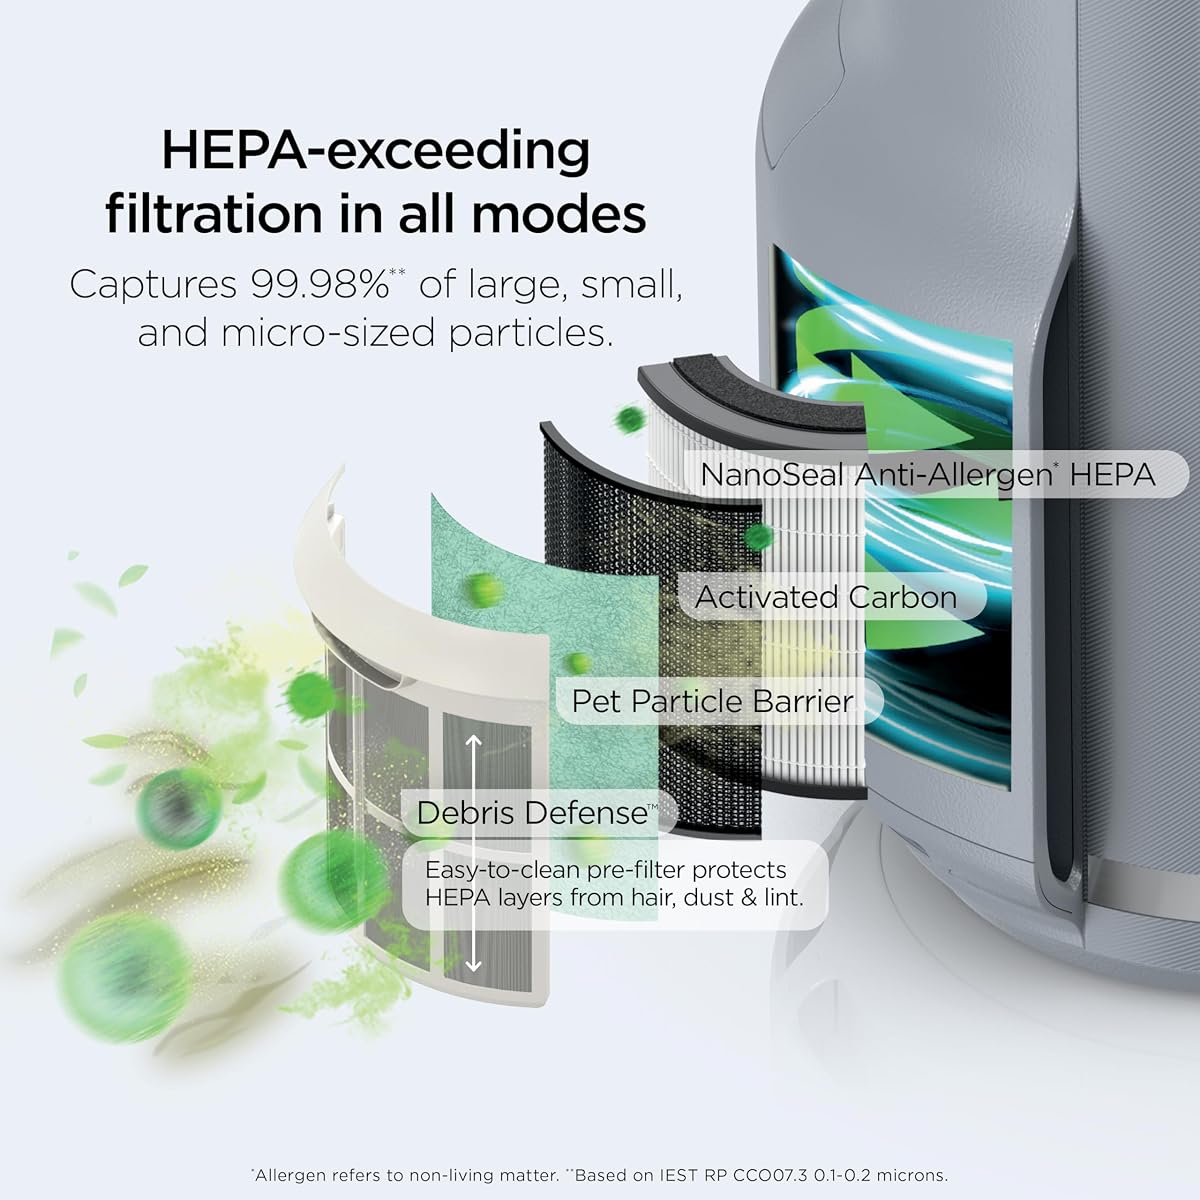 HEPA-exceeding
filtration in all modes
Captures 99.98%** of large, small,
and micro-sized particles.
NanoSeal Anti-Allergen* HEPA
Activated Carbon
Pet Particle Barrier
Debris Defense™
Easy-to-clean pre-filter protects
HEPA layers from hair, dust & lint.
*Allergen refers to non-living matter. **Based on IEST RP CC007.3 0.1-0.2 microns.